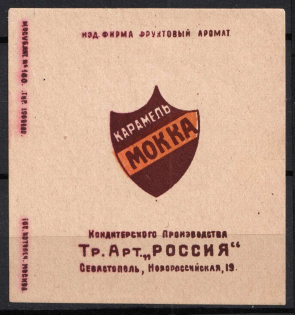 ИЗД. ФИРМА ФРУКТОВЫЙ АРОМАТ
КАРАМЕЛЬ
МОККА
КОНДИТЕРСКОГО ПРОИЗВОДСТВА
ТР. АРТ. „РОССИЯ“
СЕВАСТОПОЛЬ, НОВОРОССИЙСКАЯ, 19.